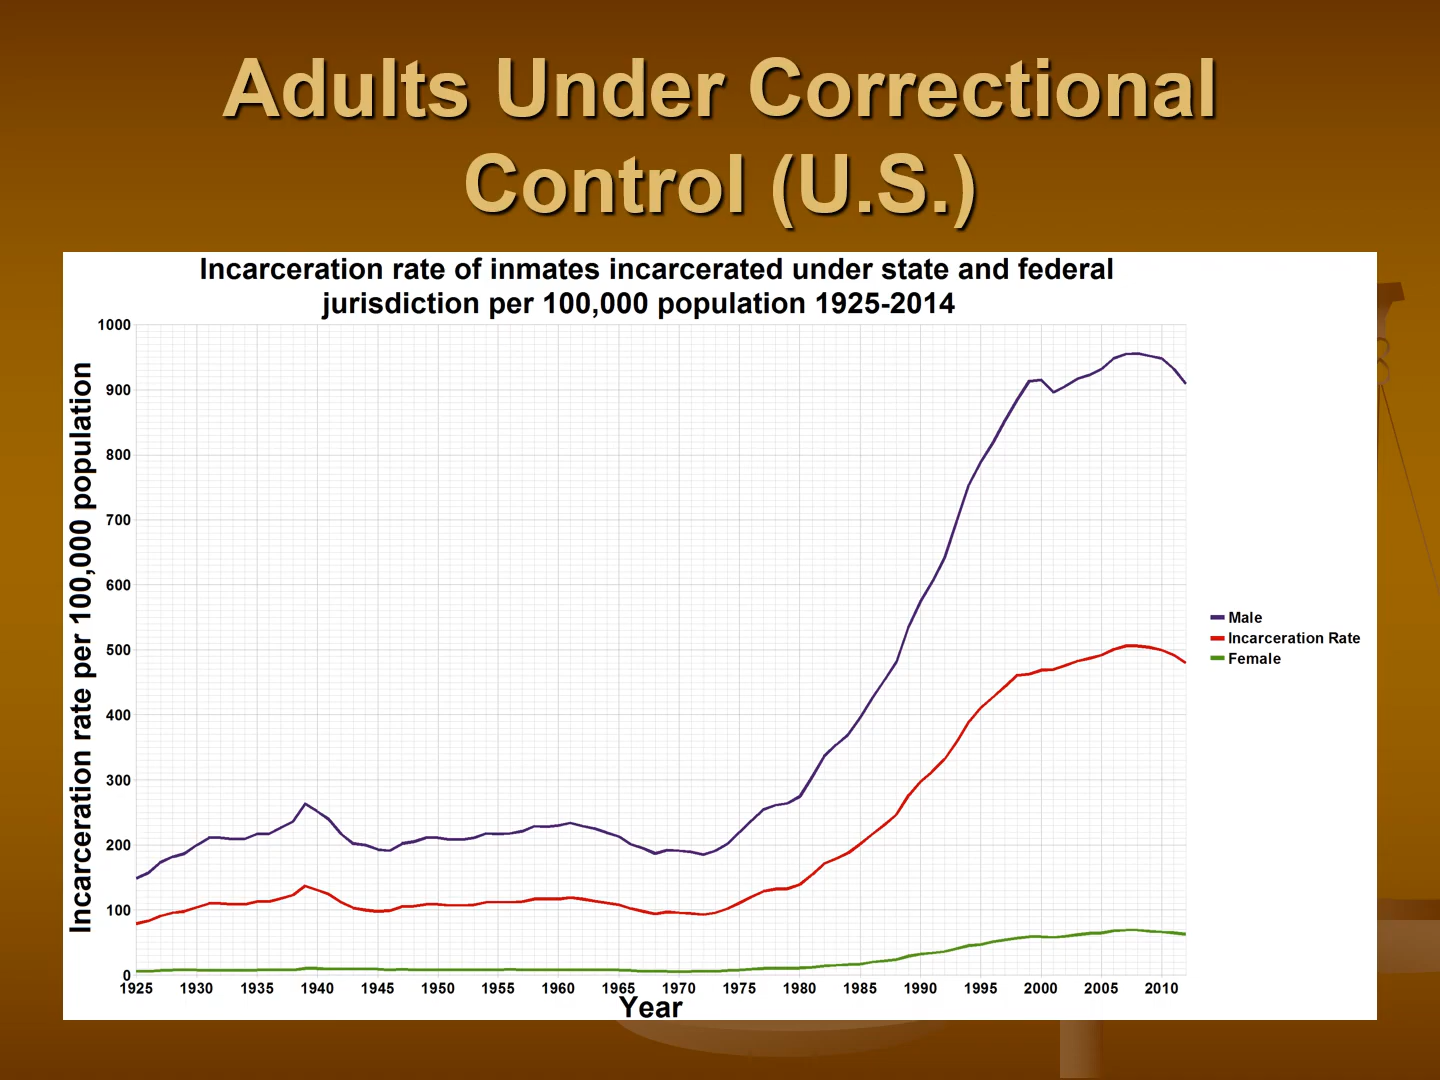 Adults Under Correctional
Control (U.S.)
Incarceration rate of inmates incarcerated under state and federal
jurisdiction per 100,000 population 1925-2014
Incarceration rate per 100,000 population
1000
900
800
700
600
500
400
300
200
100
0
1925 1930 1935 1940 1945 1950 1955 1960 1965 1970 1975 1980 1985 1990 1995 2000 2005 2010
Year
Male
Incarceration Rate
Female